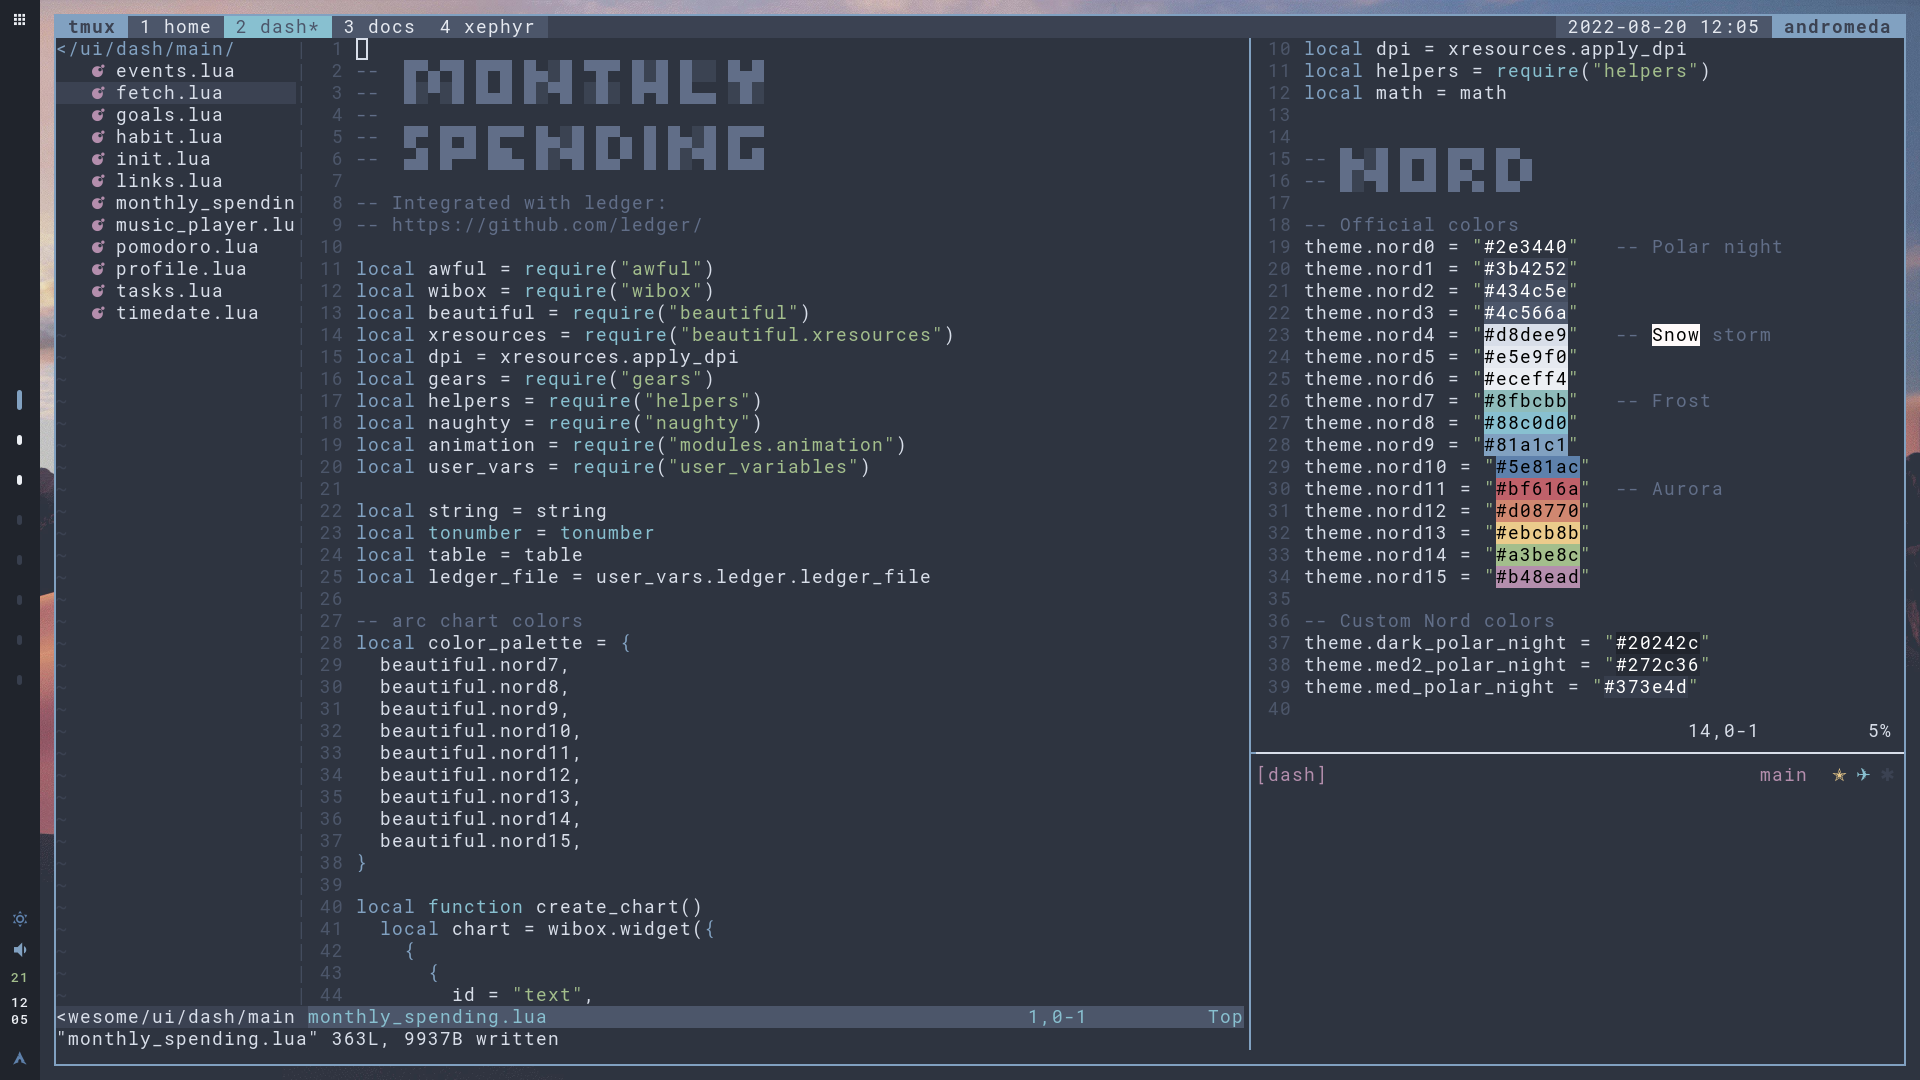 tmux 1 home 2 dash* 3 docs 4 xephyr 2022-08-20 12:05 andromeda
</ui/dash/main/
events.lua
fetch.lua
goals.lua
habit.lua
init.lua
links.lua
monthly_spendin
music_player.lu
pomodoro.lua
profile.lua
tasks.lua
timedate.lua
1
2 -- MONTHLY
3 --
4 --
5 -- SPENDING
6 --
7
8 -- Integrated with ledger:
9 -- https://github.com/ledger/
10
11 local awful = require("awful")
12 local wibox = require("wibox")
13 local beautiful = require("beautiful")
14 local xresources = require("beautiful.xresources")
15 local dpi = xresources.apply_dpi
16 local gears = require("gears")
17 local helpers = require("helpers")
18 local naughty = require("naughty")
19 local animation = require("modules.animation")
20 local user_vars = require("user_variables")
21
22 local string = string
23 local tonumber = tonumber
24 local table = table
25 local ledger_file = user_vars.ledger.ledger_file
26
27 -- arc chart colors
28 local color_palette = {
29   beautiful.nord7,
30   beautiful.nord8,
31   beautiful.nord9,
32   beautiful.nord10,
33   beautiful.nord11,
34   beautiful.nord12,
35   beautiful.nord13,
36   beautiful.nord14,
37   beautiful.nord15,
38 }
39
40 local function create_chart()
41   local chart = wibox.widget({
42     {
43       {
44         id = "text",
<wesome/ui/dash/main monthly_spending.lua 1,0-1 Top
"monthly_spending.lua" 363L, 9937B written
10 local dpi = xresources.apply_dpi
11 local helpers = require("helpers")
12 local math = math
13
14
15 -- NORD
16 --
17
18 -- Official colors
19 theme.nord0 = "#2e3440" -- Polar night
20 theme.nord1 = "#3b4252"
21 theme.nord2 = "#434c5e"
22 theme.nord3 = "#4c566a"
23 theme.nord4 = "#d8dee9" -- Snow storm
24 theme.nord5 = "#e5e9f0"
25 theme.nord6 = "#eceff4"
26 theme.nord7 = "#8fbcbb" -- Frost
27 theme.nord8 = "#88c0d0"
28 theme.nord9 = "#81a1c1"
29 theme.nord10 = "#5e81ac"
30 theme.nord11 = "#bf616a" -- Aurora
31 theme.nord12 = "#d08770"
32 theme.nord13 = "#ebcb8b"
33 theme.nord14 = "#a3be8c"
34 theme.nord15 = "#b48ead"
35
36 -- Custom Nord colors
37 theme.dark_polar_night = "#20242c"
38 theme.med2_polar_night = "#272c36"
39 theme.med_polar_night = "#373e4d"
40
14,0-1 5%
[dash] main ★ ✈ ✱
21
12
05